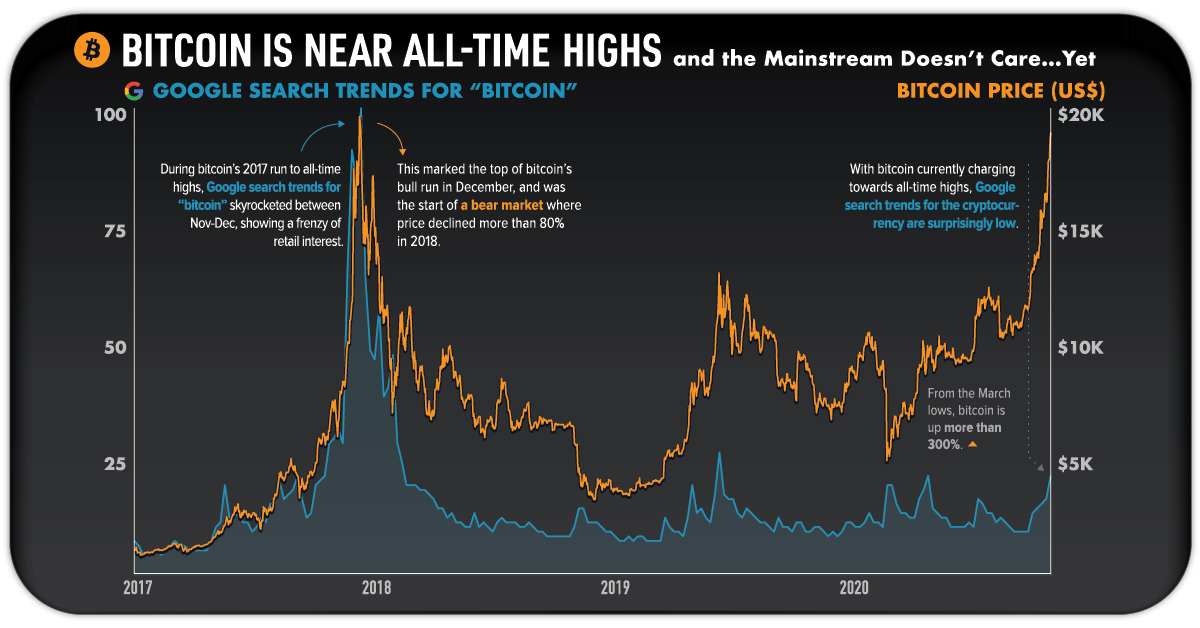 BITCOIN IS NEAR ALL-TIME HIGHS and the Mainstream Doesn't Care...Yet
GOOGLE SEARCH TRENDS FOR "BITCOIN"
BITCOIN PRICE (US$)
100
75
50
25
$20K
$15K
$10K
$5K
During bitcoin's 2017 run to all-time
highs, Google search trends for
"bitcoin" skyrocketed between
Nov-Dec, showing a frenzy of
retail interest.
This marked the top of bitcoin's
bull run in December, and was
the start of a bear market where
price declined more than 80%
in 2018.
With bitcoin currently charging
towards all-time highs, Google
search trends for the cryptocur-
rency are surprisingly low.
From the March
lows, bitcoin is
up more than
300%.
2017
2018
2019
2020